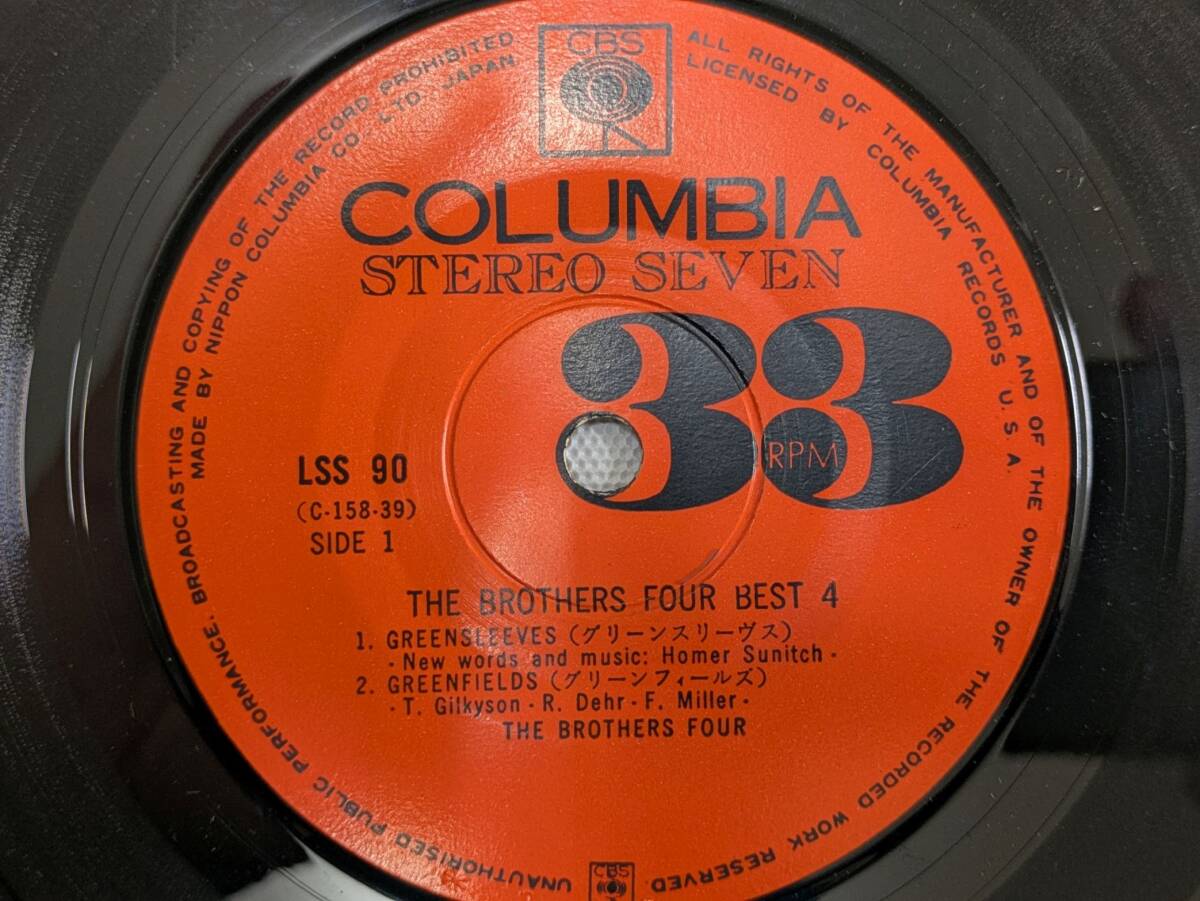 CBS
COLUMBIA
STEREO SEVEN
33
RPM
LSS 90
(C-158-39)
SIDE 1
THE BROTHERS FOUR BEST 4
1. GREENSLEEVES (グリーンスリーヴス)
- New words and music: Homer Sunitch -
2. GREENFIELDS (グリーンフィールズ)
- T. Gilkyson - R. Dehr - F. Miller -
THE BROTHERS FOUR
ALL RIGHTS OF THE MANUFACTURER AND OF THE OWNER OF THE RECORDED WORK RESERVED
LICENSED BY COLUMBIA RECORDS U. S. A.
UNAUTHORISED PUBLIC PERFORMANCE. BROADCASTING AND COPYING OF THE RECORD PROHIBITED
MADE BY NIPPON COLUMBIA CO., LTD. JAPAN
CBS